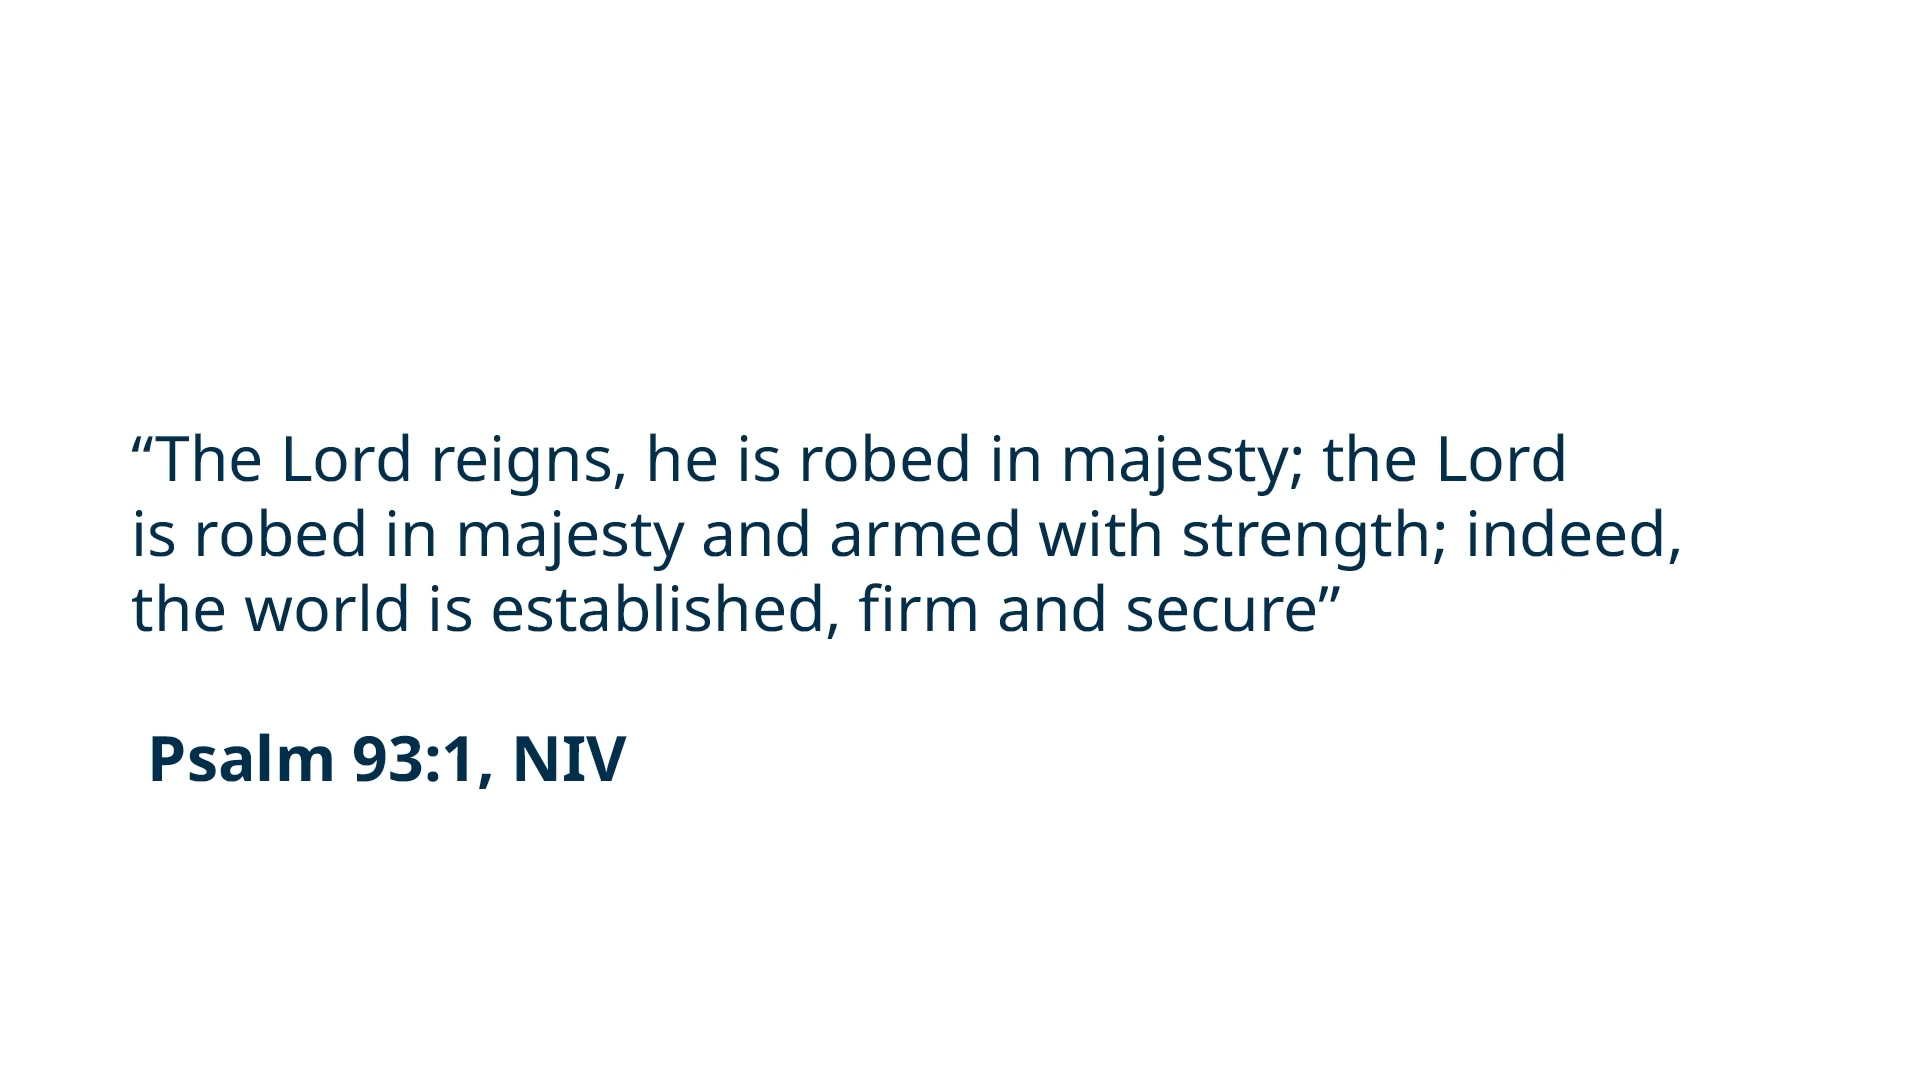 “The Lord reigns, he is robed in majesty; the Lord
is robed in majesty and armed with strength; indeed,
the world is established, firm and secure”
Psalm 93:1, NIV